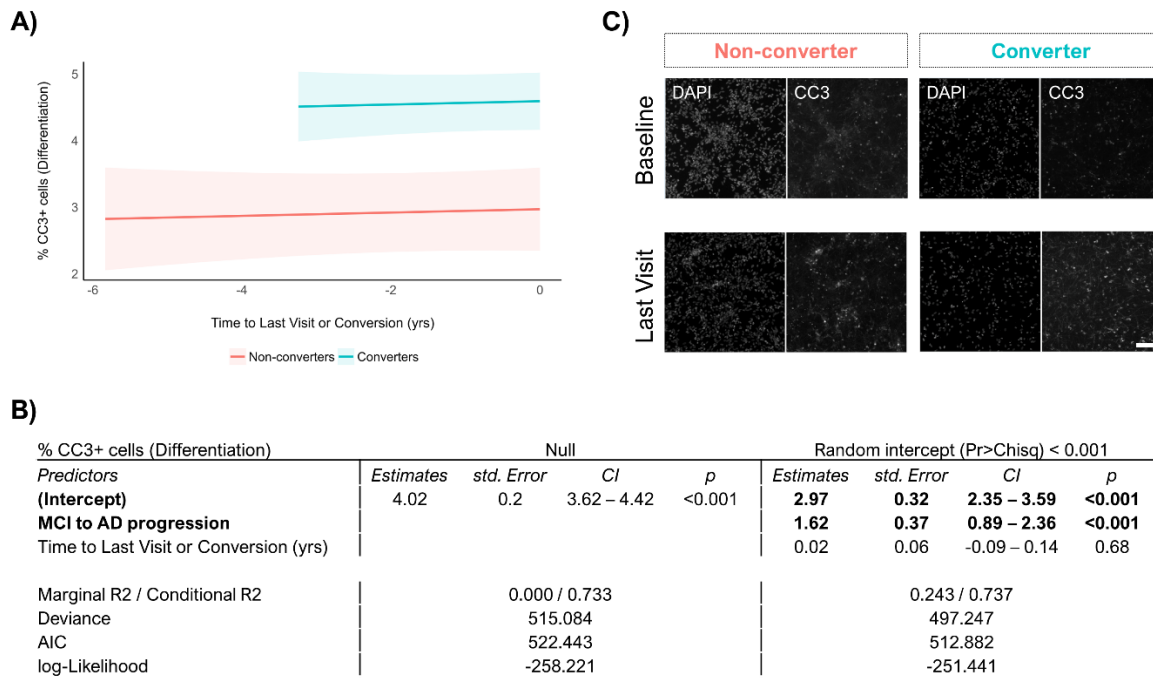 A)
% CC3+ cells (Differentiation)
5
4
3
2
-6 -4 -2 0
Time to Last Visit or Conversion (yrs)
Non-converters Converters
C)
Non-converter Converter
Baseline
DAPI CC3 DAPI CC3
Last Visit
B)
% CC3+ cells (Differentiation) Null Random intercept (Pr>Chisq) < 0.001
Predictors Estimates std. Error CI p Estimates std. Error CI p
(Intercept) 4.02 0.2 3.62 – 4.42 <0.001 2.97 0.32 2.35 – 3.59 <0.001
MCI to AD progression 1.62 0.37 0.89 – 2.36 <0.001
Time to Last Visit or Conversion (yrs) 0.02 0.06 -0.09 – 0.14 0.68
Marginal R2 / Conditional R2 0.000 / 0.733 0.243 / 0.737
Deviance 515.084 497.247
AIC 522.443 512.882
log-Likelihood -258.221 -251.441